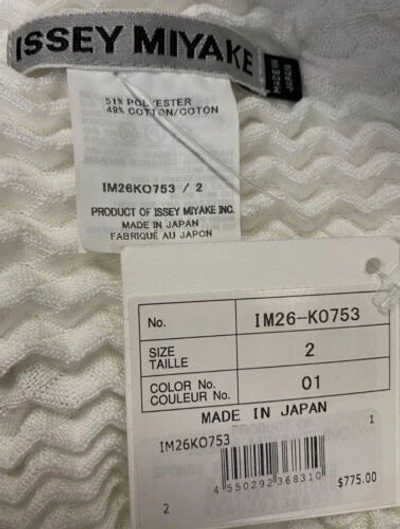 ISSEY MIYAKE
MADE IN
JAPAN
51% POLYESTER
49% COTTON/COTON
IM26KO753 / 2
PRODUCT OF ISSEY MIYAKE INC.
MADE IN JAPAN
FABRIQUÉ AU JAPON
No. IM26-KO753
SIZE
TAILLE 2
COLOR No.
COULEUR No. 01
MADE IN JAPAN
IM26KO753 1
4 550292 368310
2 $775.00